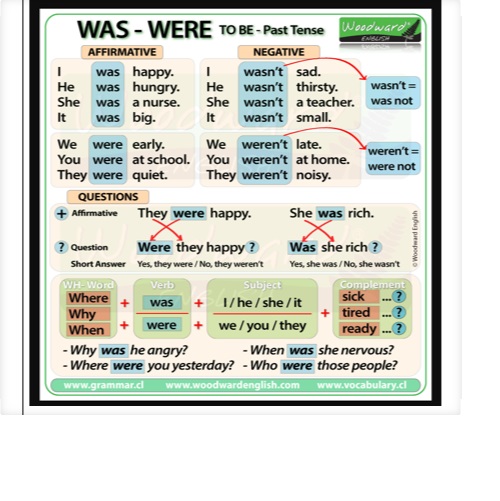 WAS - WERE TO BE - Past Tense
Woodward
ENGLISH
AFFIRMATIVE
I was happy.
He was hungry.
She was a nurse.
It was big.
We were early.
You were at school.
They were quiet.
NEGATIVE
I wasn't sad.
He wasn't thirsty.
She wasn't a teacher.
It wasn't small.
wasn't =
was not
We weren't late.
You weren't at home.
They weren't noisy.
weren't =
were not
QUESTIONS
+ Affirmative They were happy. She was rich.
? Question Were they happy ? Was she rich ?
Short Answer Yes, they were / No, they weren't Yes, she was / No, she wasn't
© Woodward English
WH- Word Verb Subject Complement
Where was I / he / she / it sick ... ?
Why + + + tired ... ?
When were we / you / they ready ... ?
- Why was he angry? - When was she nervous?
- Where were you yesterday? - Who were those people?
www.grammar.cl www.woodwardenglish.com www.vocabulary.cl